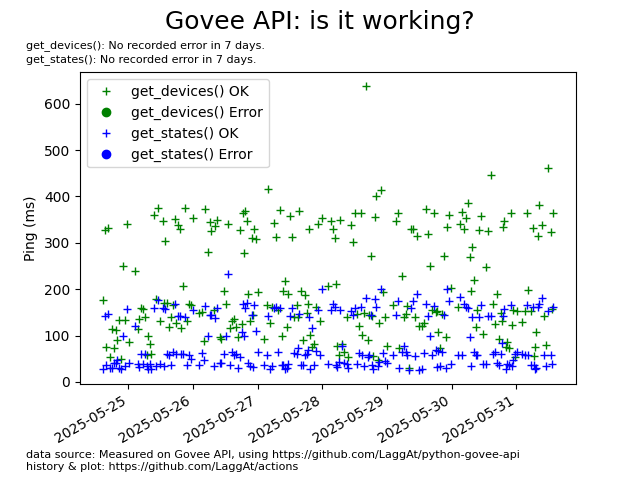 Govee API: is it working?
get_devices(): No recorded error in 7 days.
get_states(): No recorded error in 7 days.
get_devices() OK
get_devices() Error
get_states() OK
get_states() Error
Ping (ms)
600
500
400
300
200
100
0
2025-05-25
2025-05-26
2025-05-27
2025-05-28
2025-05-29
2025-05-30
2025-05-31
data source: Measured on Govee API, using https://github.com/LaggAt/python-govee-api
history & plot: https://github.com/LaggAt/actions